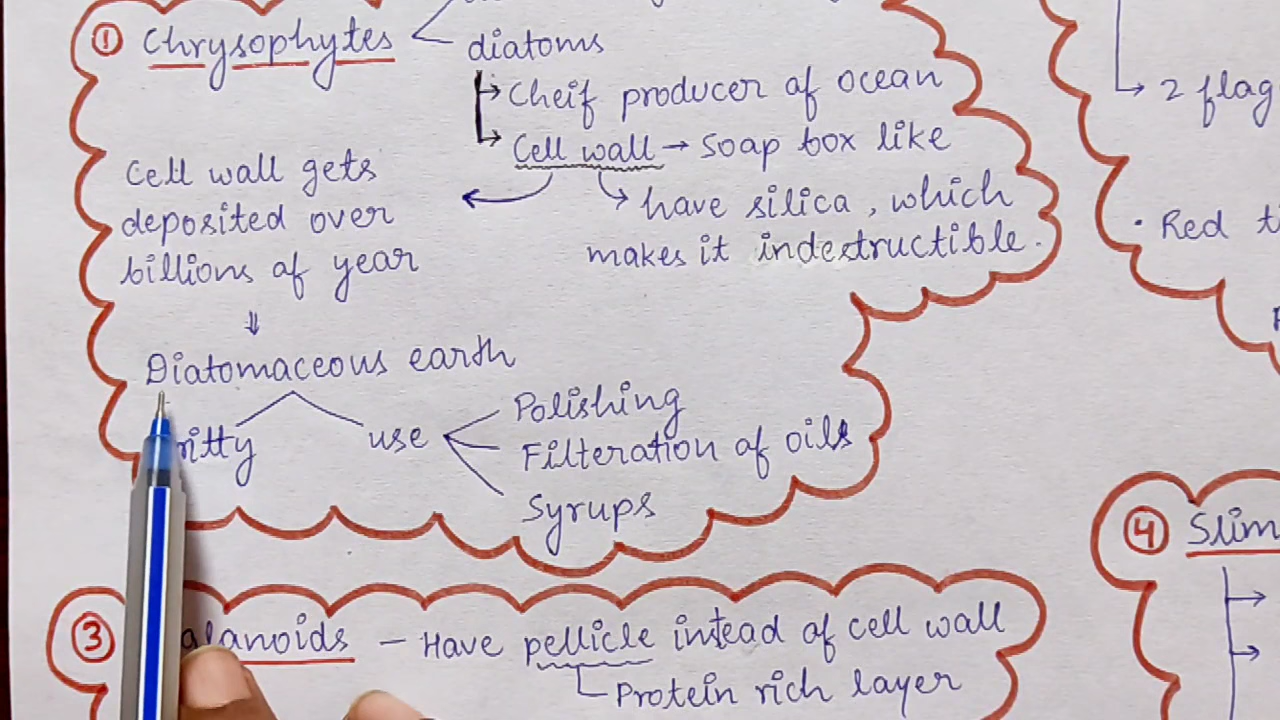 ① Chrysophytes
diatoms
→ Cheif producer of ocean
→ Cell wall → Soap box like
→ have silica, which
makes it indestructible.
Cell wall gets
deposited over
billions of year
⇓
Diatomaceous earth
ritty
use
Polishing
Filteration of oils
Syrups
③ alanoids - Have pellicle instead of cell wall
Protein rich layer
→ 2 flag
• Red t
④ Slim